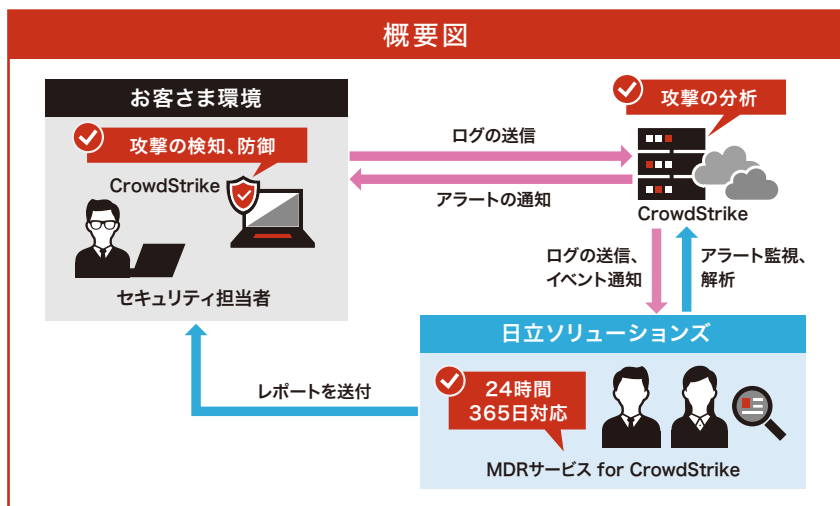 概要図
お客さま環境
攻撃の検知、防御
CrowdStrike
セキュリティ担当者
ログの送信
アラートの通知
攻撃の分析
CrowdStrike
ログの送信、
イベント通知
アラート監視、
解析
日立ソリューションズ
24時間
365日対応
MDRサービス for CrowdStrike
レポートを送付